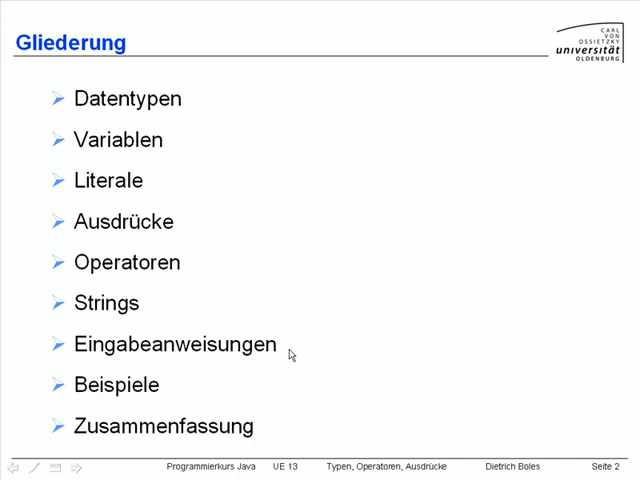 Gliederung
CARL
VON
OSSIETZKY
universität
OLDENBURG
Datentypen
Variablen
Literale
Ausdrücke
Operatoren
Strings
Eingabeanweisungen
Beispiele
Zusammenfassung
Programmierkurs Java UE 13 Typen, Operatoren, Ausdrücke Dietrich Boles Seite 2